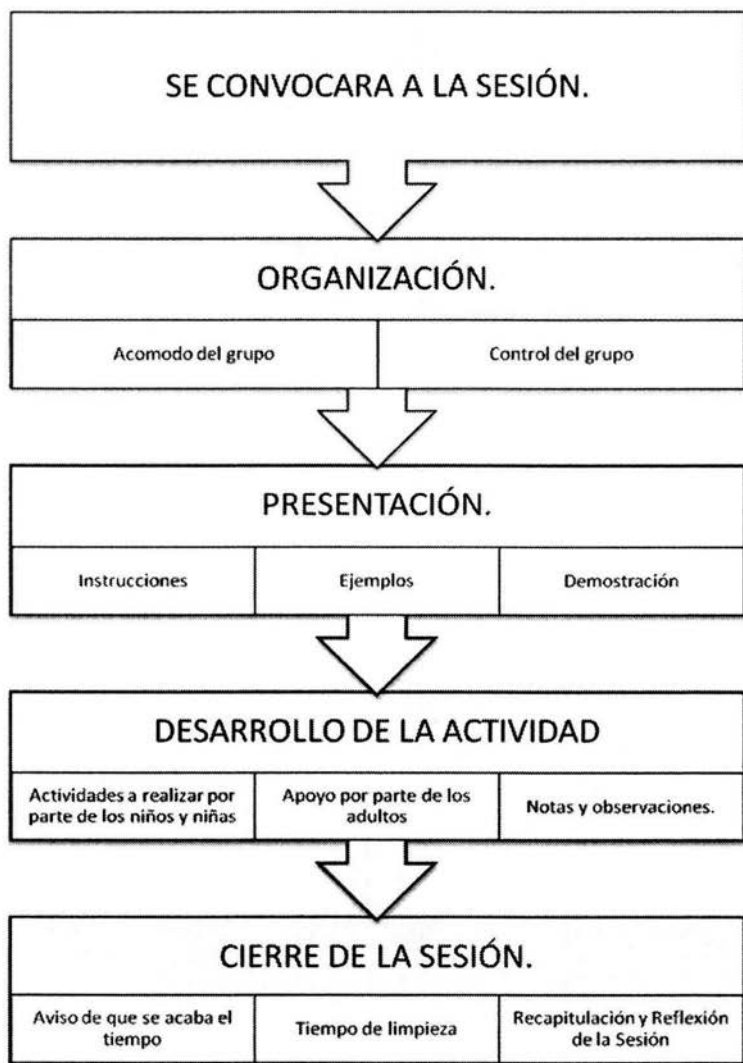 SE CONVOCARA A LA SESIÓN.
ORGANIZACIÓN.
Acomodo del grupo
Control del grupo
PRESENTACIÓN.
Instrucciones
Ejemplos
Demostración
DESARROLLO DE LA ACTIVIDAD
Actividades a realizar por
parte de los niños y niñas
Apoyo por parte de los
adultos
Notas y observaciones.
CIERRE DE LA SESIÓN.
Aviso de que se acaba el
tiempo
Tiempo de limpieza
Recapitulación y Reflexión
de la Sesión